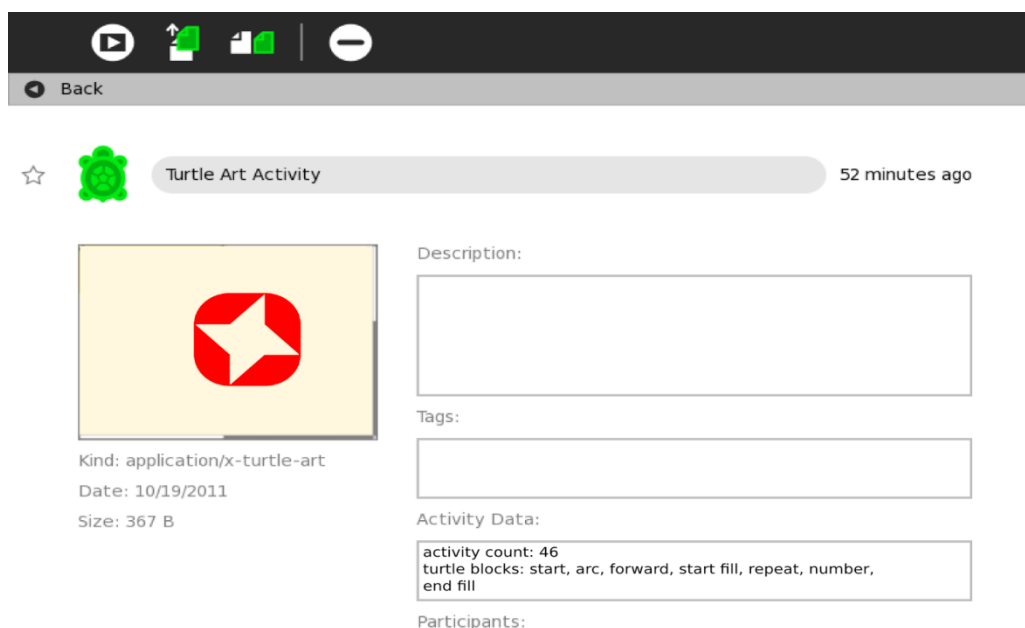 Back
Turtle Art Activity
52 minutes ago
Description:
Tags:
Kind: application/x-turtle-art
Date: 10/19/2011
Size: 367 B
Activity Data:
activity count: 46
turtle blocks: start, arc, forward, start fill, repeat, number,
end fill
Participants: